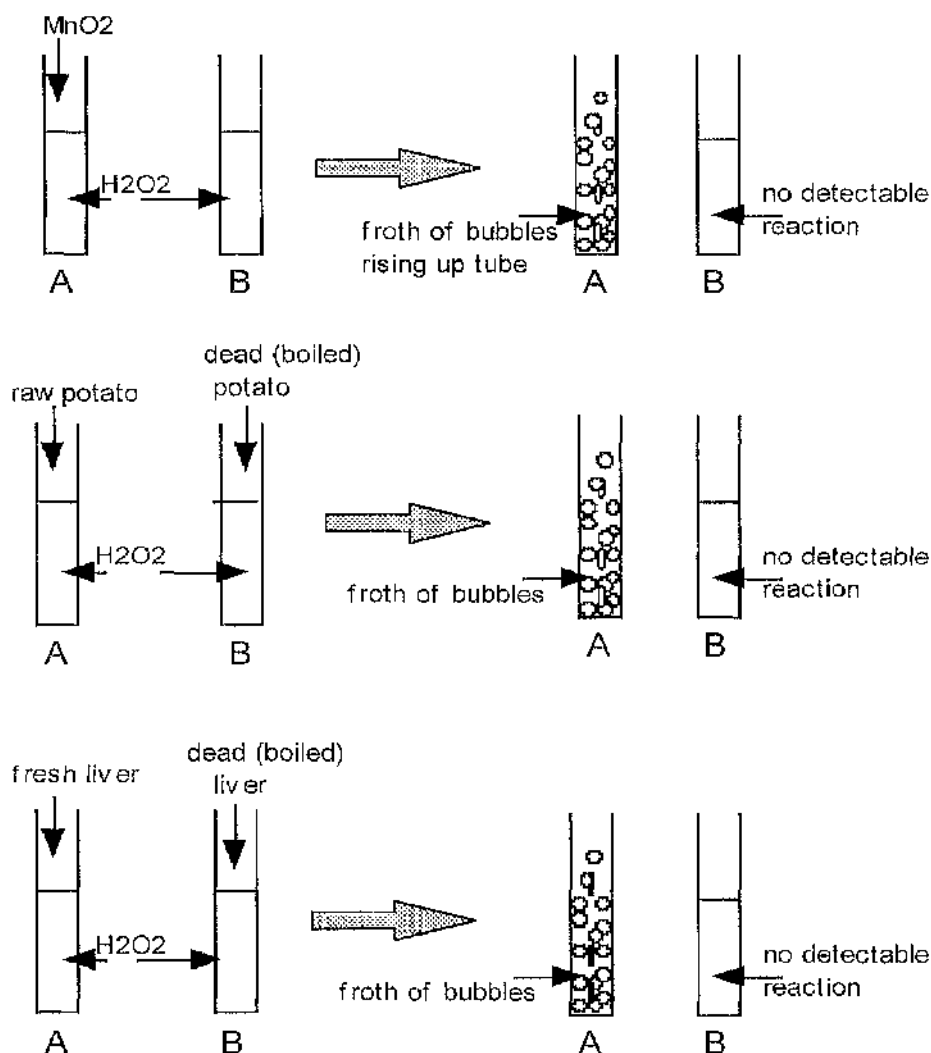 MnO2
H2O2
froth of bubbles
rising up tube
no detectable
reaction
A
B
A
B
raw potato
dead (boiled)
potato
H2O2
froth of bubbles
no detectable
reaction
A
B
A
B
fresh liver
dead (boiled)
liver
H2O2
froth of bubbles
no detectable
reaction
A
B
A
B